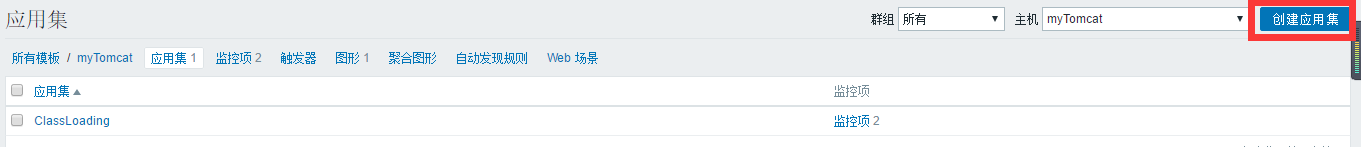 应用集 群组 所有 主机 myTomcat 创建应用集
所有模板 / myTomcat 应用集 1 监控项 2 触发器 图形 1 聚合图形 自动发现规则 Web 场景
应用集 监控项
ClassLoading 监控项 2